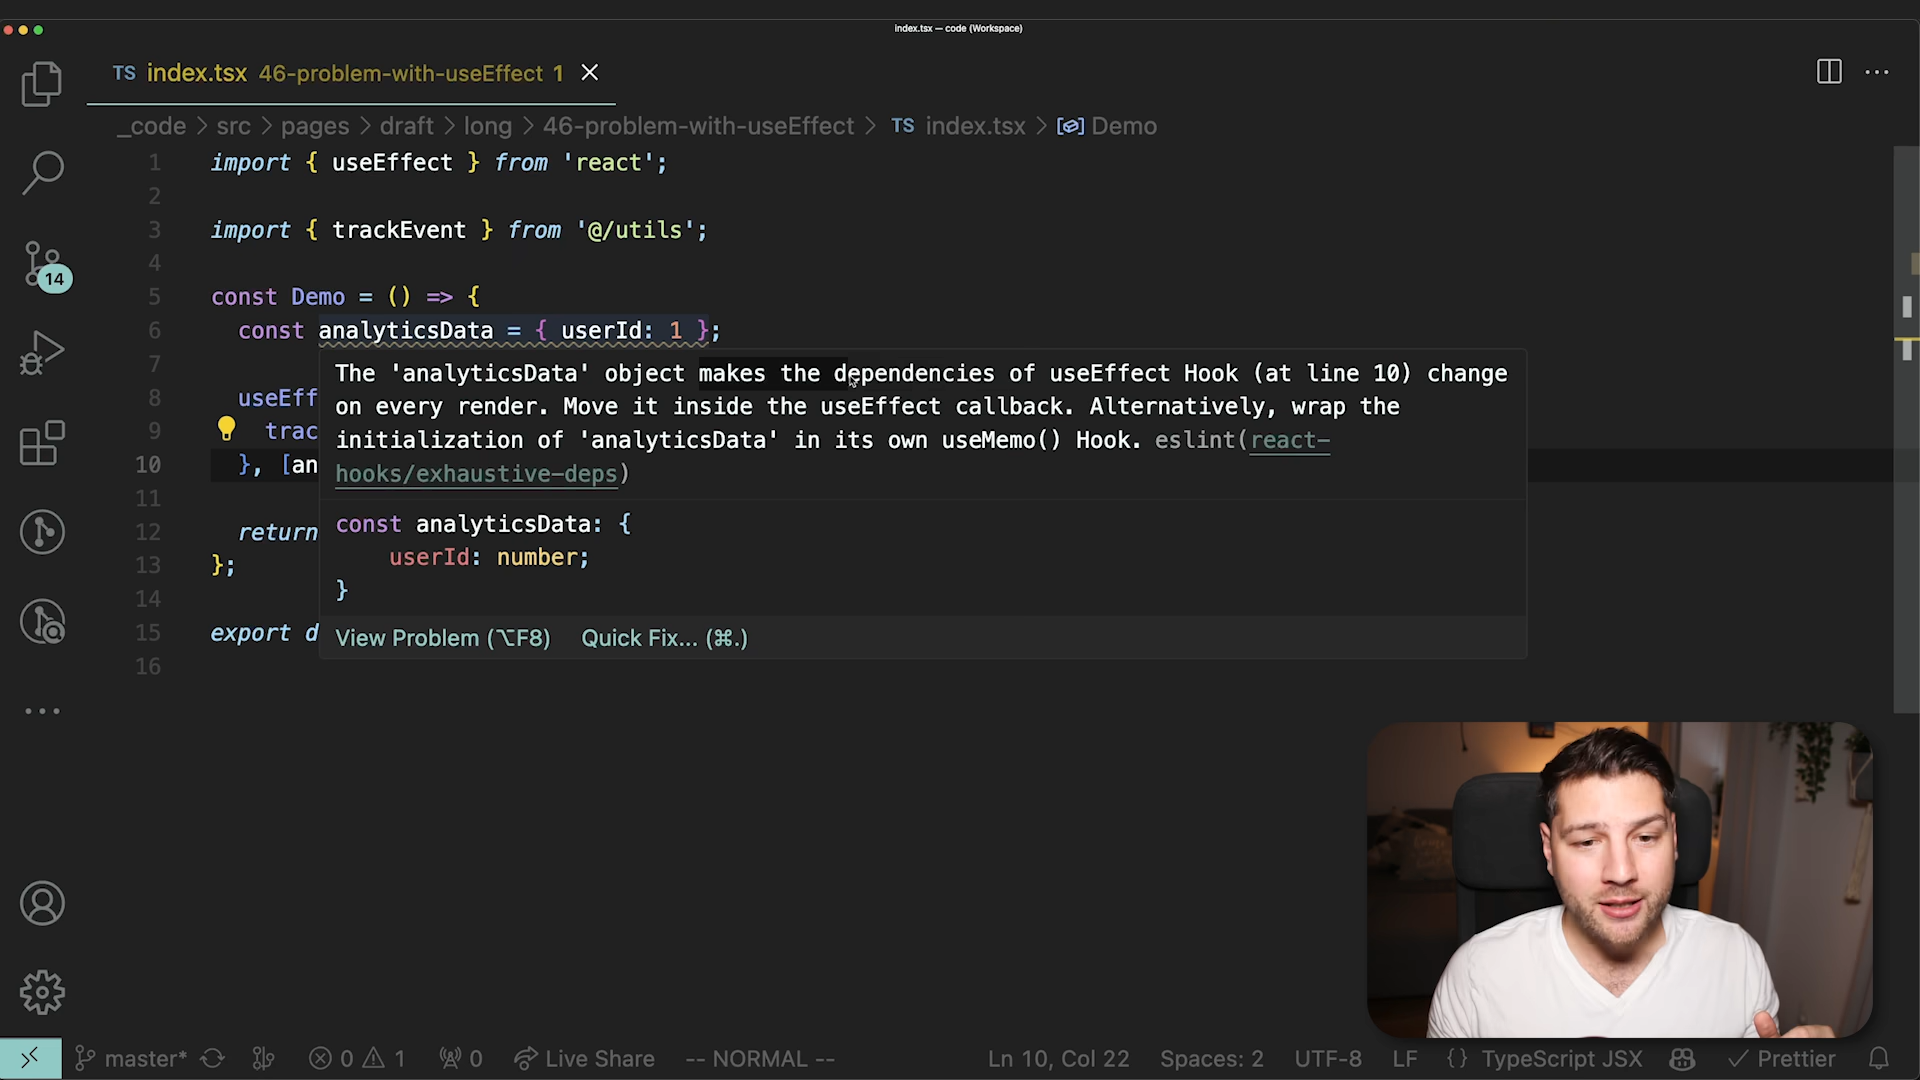 index.tsx — code (Workspace)
TS index.tsx 46-problem-with-useEffect 1
_code > src > pages > draft > long > 46-problem-with-useEffect > TS index.tsx > Demo
1 import { useEffect } from 'react';
2
3 import { trackEvent } from '@/utils';
4
14
5 const Demo = () => {
6 const analyticsData = { userId: 1 };
7
8 useEff
9 trac
10 }, [an
11
12 return
13 };
14
15 export d
16
The 'analyticsData' object makes the dependencies of useEffect Hook (at line 10) change
on every render. Move it inside the useEffect callback. Alternatively, wrap the
initialization of 'analyticsData' in its own useMemo() Hook. eslint(react-
hooks/exhaustive-deps)
const analyticsData: {
userId: number;
}
View Problem (⌥F8) Quick Fix... (⌘.)
master* 0 1 0 Live Share -- NORMAL -- Ln 10, Col 22 Spaces: 2 UTF-8 LF {} TypeScript JSX Prettier